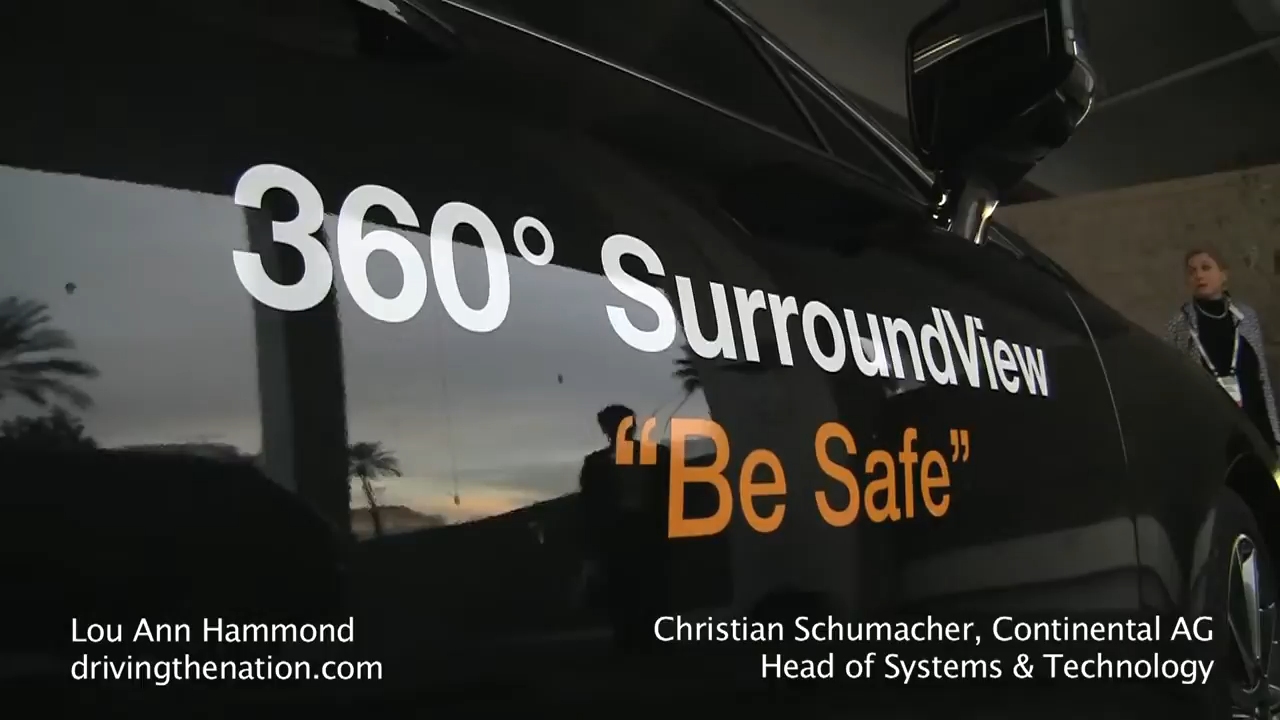 360° SurroundView
“Be Safe”
Lou Ann Hammond
drivingthenation.com
Christian Schumacher, Continental AG
Head of Systems & Technology